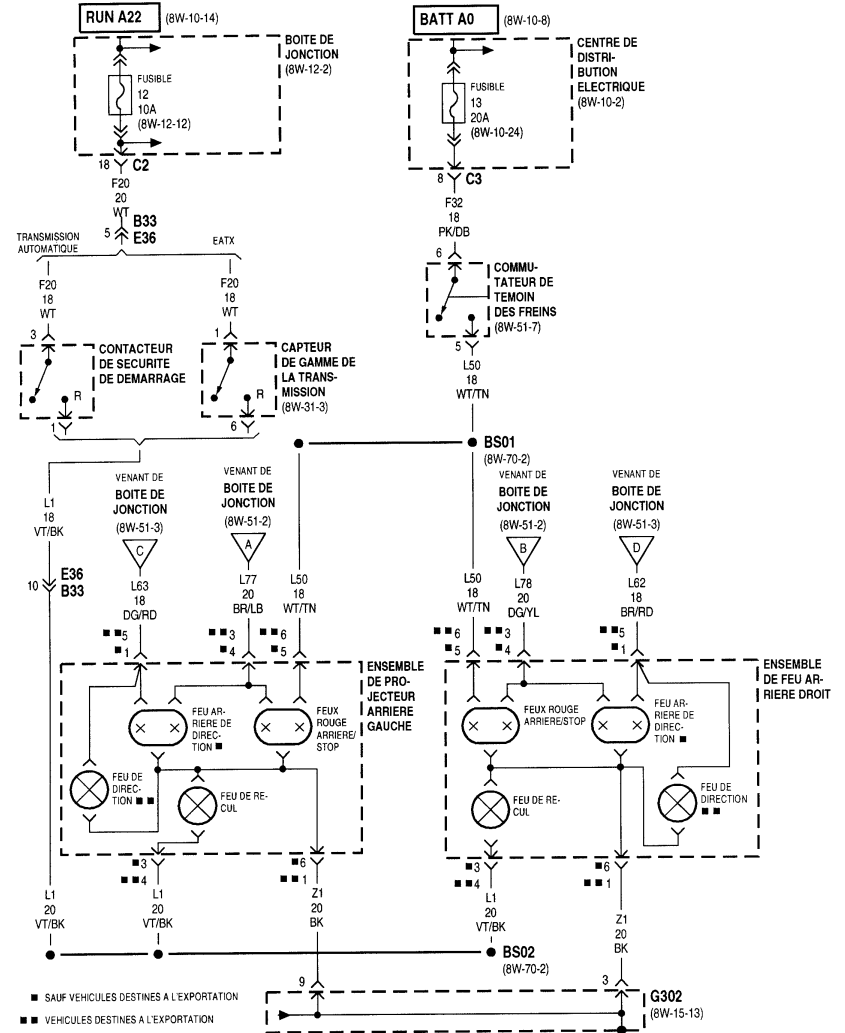 RUN A22 (8W-10-14)
BATT A0 (8W-10-8)
BOITE DE
JONCTION
(8W-12-2)
FUSIBLE
12
10A
(8W-12-12)
CENTRE DE
DISTRI-
BUTION
ELECTRIQUE
(8W-10-2)
FUSIBLE
13
20A
(8W-10-24)
18 C2
F20
20
WT
5 B33
E36
8 C3
F32
18
PK/DB
TRANSMISSION
AUTOMATIQUE
EATX
F20
18
WT
F20
18
WT
6
COMMU-
TATEUR DE
TEMOIN
DES FREINS
(8W-51-7)
5
L50
18
WT/TN
3
CONTACTEUR
DE SECURITE
DE DEMARRAGE
R
1
1
CAPTEUR
DE GAMME DE
LA TRANS-
MISSION
(8W-31-3)
R
6
BS01
(8W-70-2)
L1
18
VT/BK
10 E36
B33
VENANT DE
BOITE DE
JONCTION
(8W-51-3)
C
L63
18
DG/RD
VENANT DE
BOITE DE
JONCTION
(8W-51-2)
A
L77
20
BR/LB
L50
18
WT/TN
L50
18
WT/TN
VENANT DE
BOITE DE
JONCTION
(8W-51-2)
B
L78
20
DG/YL
VENANT DE
BOITE DE
JONCTION
(8W-51-3)
D
L62
18
BR/RD
■ ■ 5
■ 1
■ ■ 3
■ 4
■ ■ 6
■ 5
■ ■ 6
■ 5
■ ■ 3
■ 4
■ ■ 5
■ 1
ENSEMBLE
DE PRO-
JECTEUR
ARRIERE
GAUCHE
FEU AR-
RIERE DE
DIREC-
TION ■
FEUX
ROUGE
ARRIERE/
STOP
FEU DE
DIREC-
TION ■ ■
FEU DE RE-
CUL
ENSEMBLE
DE FEU AR-
RIERE DROIT
FEUX ROUGE
ARRIERE/STOP
FEU AR-
RIERE DE
DIREC-
TION ■
FEU DE RE-
CUL
FEU DE
DIRECTION
■ ■
■ 3
■ ■ 4
■ 6
■ ■ 1
■ 3
■ ■ 4
■ 6
■ ■ 1
L1
20
VT/BK
L1
20
VT/BK
Z1
20
BK
L1
20
VT/BK
Z1
20
BK
BS02
(8W-70-2)
9
3
G302
(8W-15-13)
■ SAUF VEHICULES DESTINES A L'EXPORTATION
■ ■ VEHICULES DESTINES A L'EXPORTATION